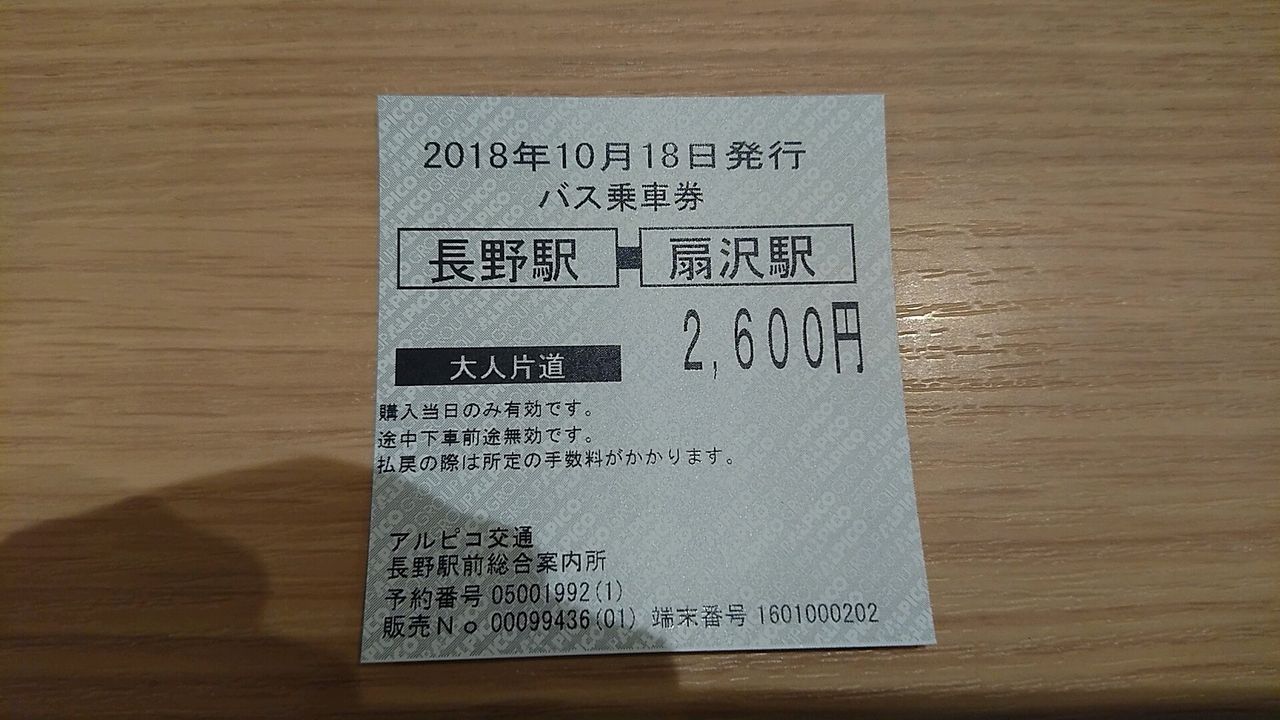 2018年10月18日発行
バス乗車券
長野駅 扇沢駅
2,600円
大人片道
購入当日のみ有効です。
途中下車前途無効です。
払戻の際は所定の手数料がかかります。
アルピコ交通
長野駅前総合案内所
予約番号 05001992(1)
販売No 00099436(01) 端末番号 1601000202